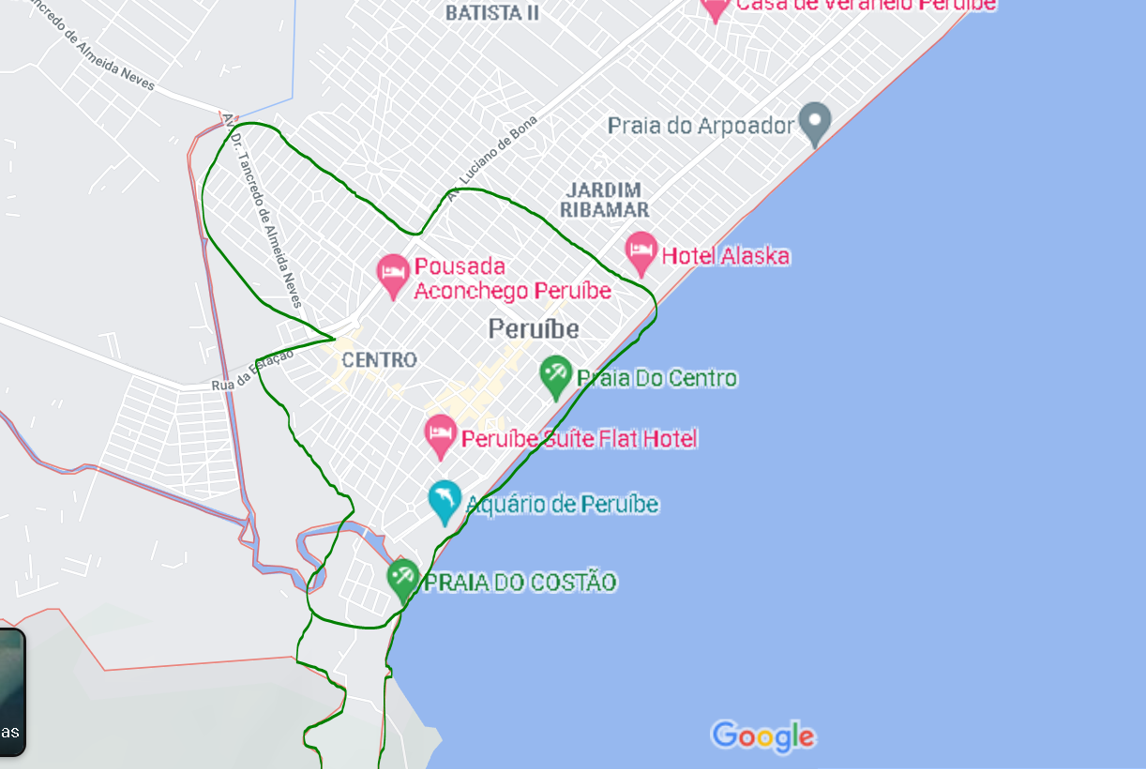 Casa de Veraneio Peruíbe
BATISTA II
Tancredo de Almeida Neves
Av. Dr. Tancredo de Almeida Neves
Av. Luciano de Bona
Praia do Arpoador
JARDIM
RIBAMAR
Hotel Alaska
Pousada
Aconchego Peruíbe
Peruíbe
CENTRO
Rua da Estação
Praia Do Centro
Peruíbe Suíte Flat Hotel
Aquário de Peruíbe
PRAIA DO COSTÃO
as
Google